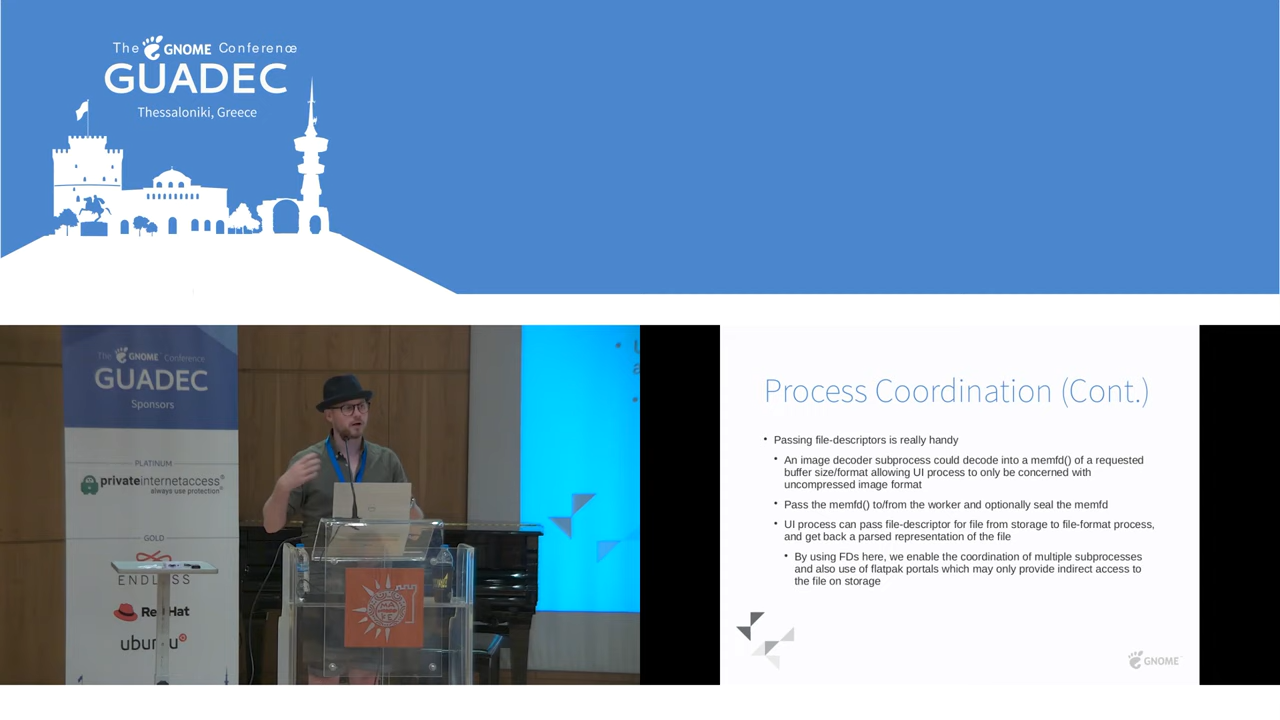 The GNOME Conference
GUADEC
Thessaloniki, Greece
The GNOME Conference
GUADEC
Sponsors
PLATINUM
privateinternetaccess®
always use protection®
GOLD
ENDLESS
Red Hat
ubuntu®
Process Coordination (Cont.)
• Passing file-descriptors is really handy
• An image decoder subprocess could decode into a memfd() of a requested
buffer size/format allowing UI process to only be concerned with
uncompressed image format
• Pass the memfd() to/from the worker and optionally seal the memfd
• UI process can pass file-descriptor for file from storage to file-format process,
and get back a parsed representation of the file
• By using FDs here, we enable the coordination of multiple subprocesses
and also use of flatpak portals which may only provide indirect access to
the file on storage
GNOME